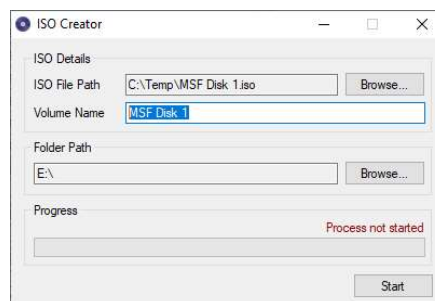 ISO Creator
ISO Details
ISO File Path C:\Temp\MSF Disk 1.iso Browse...
Volume Name MSF Disk 1
Folder Path
E:\ Browse...
Progress
Process not started
Start